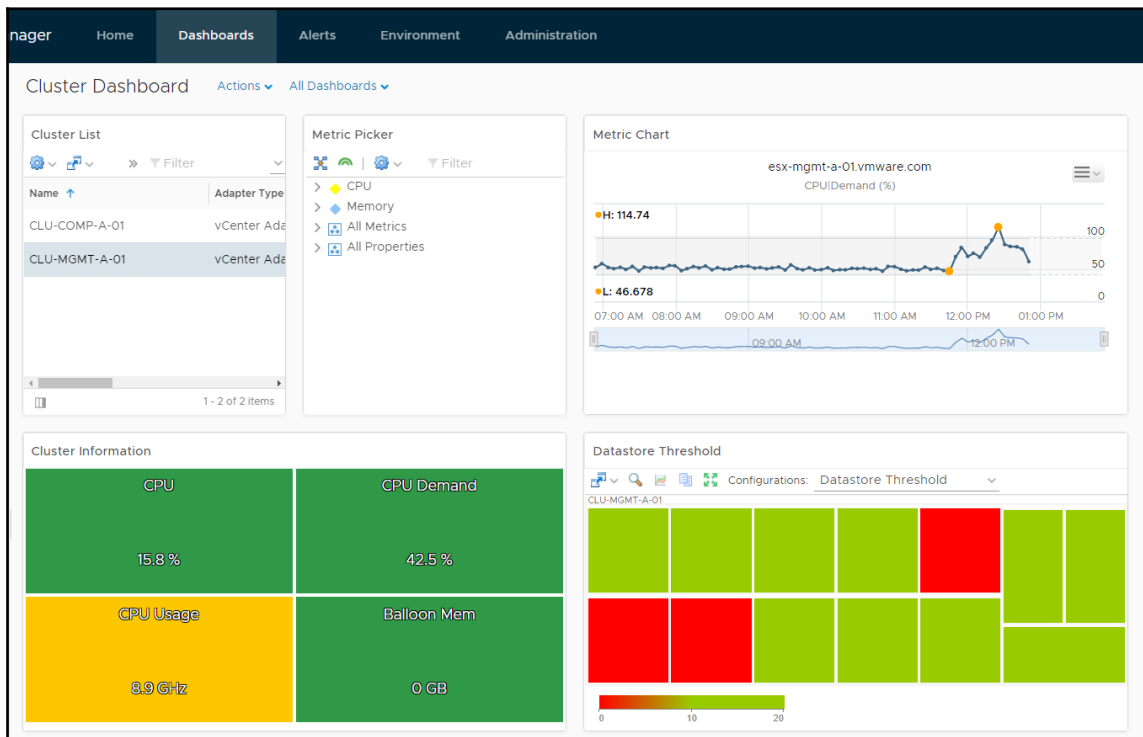 nager Home Dashboards Alerts Environment Administration
Cluster Dashboard Actions All Dashboards
Cluster List
Filter
Name Adapter Type
CLU-COMP-A-01 vCenter Ada
CLU-MGMT-A-01 vCenter Ada
1 - 2 of 2 items
Metric Picker
Filter
CPU
Memory
All Metrics
All Properties
Metric Chart
esx-mgmt-a-01.vmware.com
CPU|Demand (%)
H: 114.74
100
50
L: 46.678
0
07:00 AM 08:00 AM 09:00 AM 10:00 AM 11:00 AM 12:00 PM 01:00 PM
09:00 AM 12:00 PM
Cluster Information
CPU
15.8 %
CPU Demand
42.5 %
CPU Usage
8.9 GHz
Balloon Mem
0 GB
Datastore Threshold
Configurations: Datastore Threshold
CLU-MGMT-A-01
0 10 20